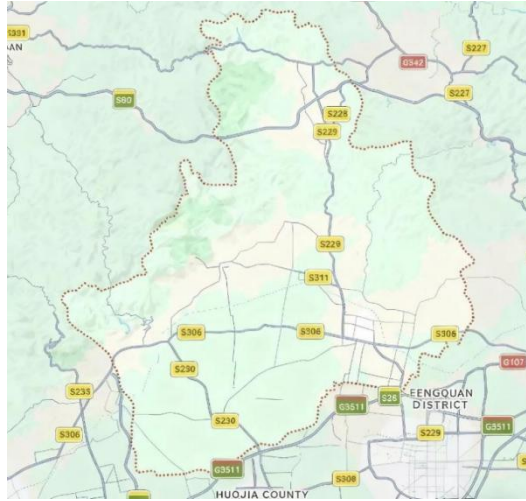 S331
AN
G342
S227
S80
S227
S228
S229
S229
S311
S306
S306
S306
G107
S230
S235
S26
G3511
FENGQUAN
DISTRICT
S230
G3511
S229
S306
G3511
S308
HUOJIA COUNTY